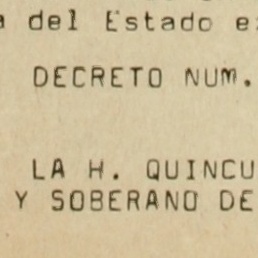 a del Estado e
DECRETO NUM.
LA H. QUINCU
Y SOBERANO DE